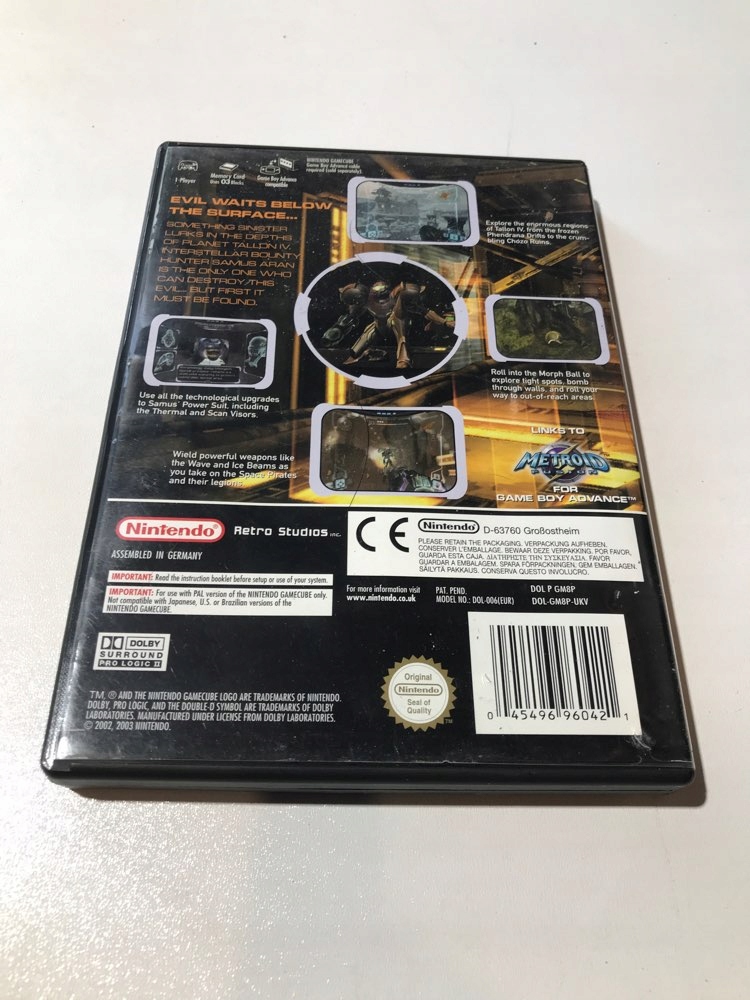 1 Player
Memory Card
Uses 03 Blocks
Game Boy Advance
compatible
NINTENDO GAMECUBE
Game Boy Advance cable
required (sold separately)
EVIL WAITS BELOW
THE SURFACE...
SOMETHING SINISTER
LURKS IN THE DEPTHS
OF PLANET TALLON IV.
INTERSTELLAR BOUNTY
HUNTER SAMUS ARAN
IS THE ONLY ONE WHO
CAN DESTROY THIS
EVIL... BUT FIRST IT
MUST BE FOUND.
Explore the enormous regions
of Tallon IV, from the frozen
Phendrana Drifts to the crum-
bling Chozo Ruins.
Use all the technological upgrades
to Samus' Power Suit, including
the Thermal and Scan Visors.
Roll into the Morph Ball to
explore tight spots, bomb
through walls, and roll your
way to out-of-reach areas.
Wield powerful weapons like
the Wave and Ice Beams as
you take on the Space Pirates
and their legions.
LINKS TO
METROID
FUSION
FOR
GAME BOY ADVANCE™
Nintendo®
Retro Studios INC.
ASSEMBLED IN GERMANY
CE
Nintendo® D-63760 Großostheim
PLEASE RETAIN THE PACKAGING. VERPACKUNG AUFHEBEN.
CONSERVER L'EMBALLAGE. BEWAAR DEZE VERPAKKING. POR FAVOR,
GUARDA ESTA CAJA. ΔΙΑΤΗΡΗΣΤΕ ΤΗΝ ΣΥΣΚΕΥΑΣΙΑ. FAVOR
GUARDAR A EMBALAGEM. SPARA FÖRPACKNINGEN. GEM EMBALLAGEN.
SÄILYTÄ PAKKAUS. CONSERVA QUESTO INVOLUCRO.
IMPORTANT: Read the instruction booklet before setup or use of your system.
IMPORTANT: For use with PAL version of the NINTENDO GAMECUBE only.
Not compatible with Japanese, U.S. or Brazilian versions of the
NINTENDO GAMECUBE.
For more information visit
www.nintendo.co.uk
PAT. PEND.
MODEL NO.: DOL-006(EUR)
DOL P GM8P
DOL-GM8P-UKV
DOLBY
SURROUND
PRO LOGIC II
TM, ® AND THE NINTENDO GAMECUBE LOGO ARE TRADEMARKS OF NINTENDO.
DOLBY, PRO LOGIC, AND THE DOUBLE-D SYMBOL ARE TRADEMARKS OF DOLBY
LABORATORIES. MANUFACTURED UNDER LICENSE FROM DOLBY LABORATORIES.
© 2002, 2003 NINTENDO.
Original
Nintendo
Seal of
Quality
TM
0 45496 96042 1